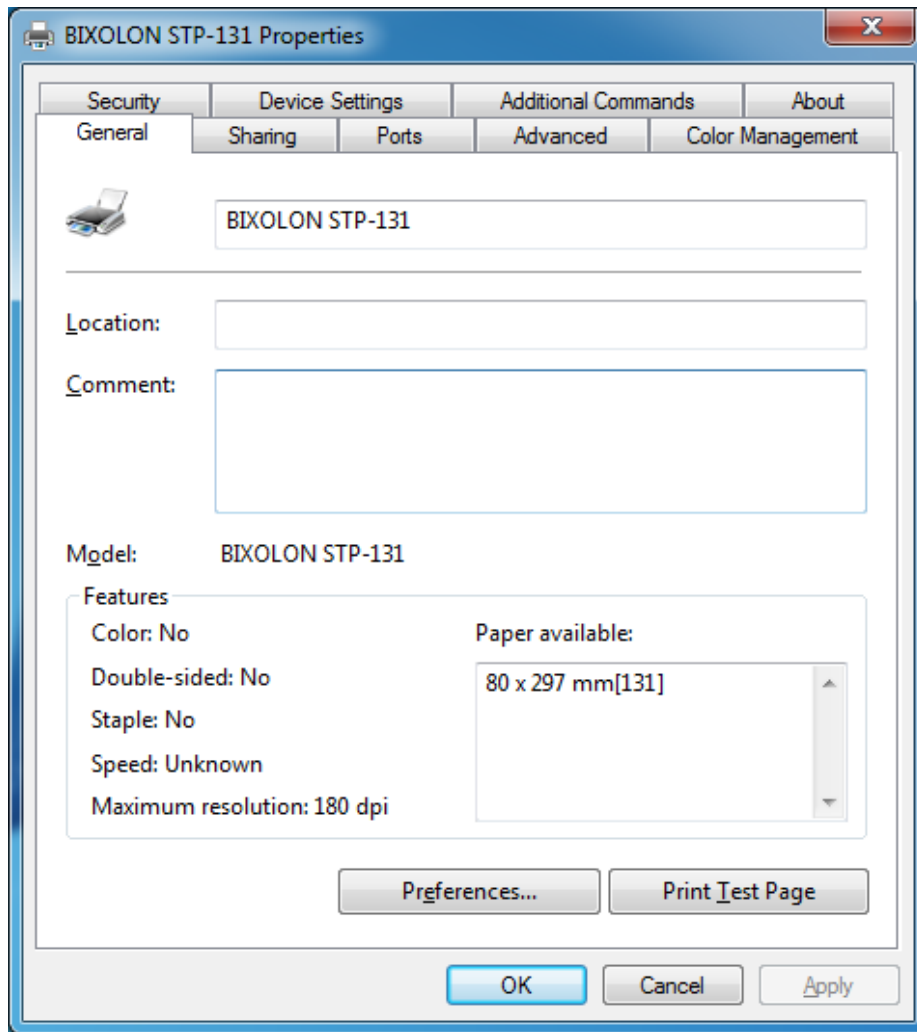 BIXOLON STP-131 Properties
Security Device Settings Additional Commands About
General Sharing Ports Advanced Color Management
BIXOLON STP-131
Location:
Comment:
Model: BIXOLON STP-131
Features
Color: No Paper available:
Double-sided: No 80 x 297 mm[131]
Staple: No
Speed: Unknown
Maximum resolution: 180 dpi
Preferences... Print Test Page
OK Cancel Apply